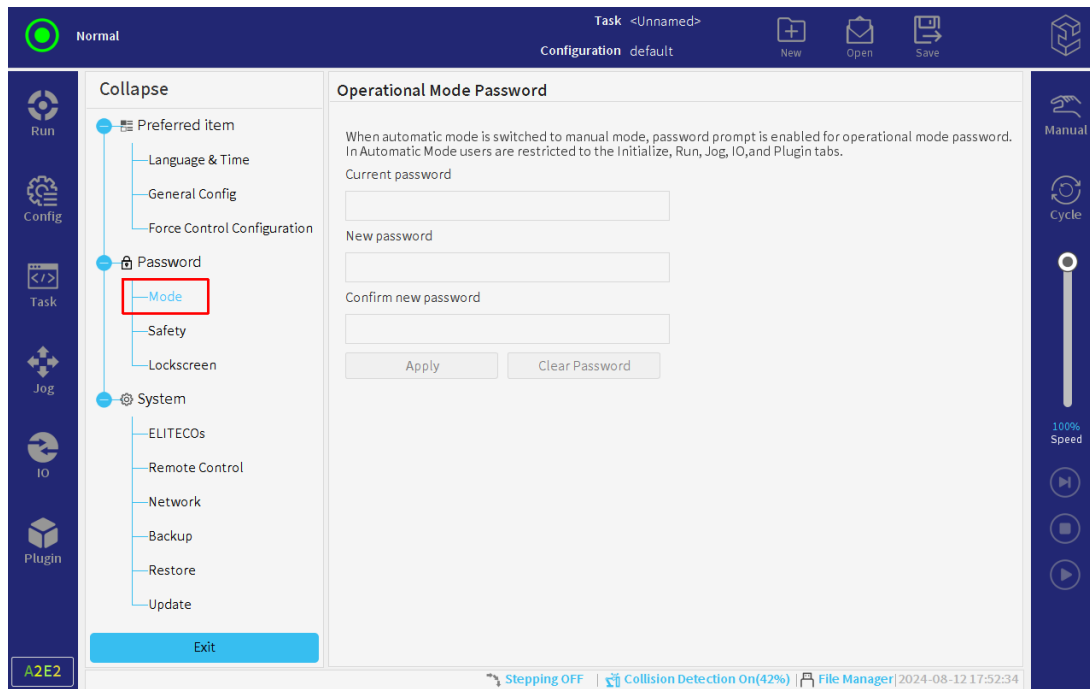 Normal
Task <Unnamed>
Configuration default
New
Open
Save
Run
Config
Task
Jog
IO
Plugin
A2E2
Collapse
Preferred item
Language & Time
General Config
Force Control Configuration
Password
Mode
Safety
Lockscreen
System
ELITECOs
Remote Control
Network
Backup
Restore
Update
Exit
Operational Mode Password
When automatic mode is switched to manual mode, password prompt is enabled for operational mode password.
In Automatic Mode users are restricted to the Initialize, Run, Jog, IO,and Plugin tabs.
Current password
New password
Confirm new password
Apply
Clear Password
Manual
Cycle
100%
Speed
Stepping OFF | Collision Detection On(42%) | File Manager | 2024-08-12 17:52:34